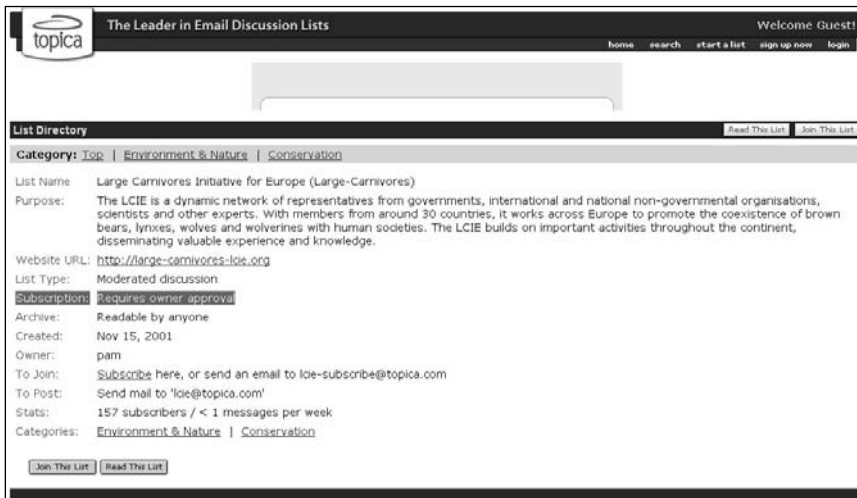 topica
The Leader in Email Discussion Lists
Welcome Guest!
home search start a list sign up now login
List Directory
Read This List Join This List
Category: Top | Environment & Nature | Conservation
List Name Large Carnivores Initiative for Europe (Large-Carnivores)
Purpose: The LCIE is a dynamic network of representatives from governments, international and national non-governmental organisations,
scientists and other experts. With members from around 30 countries, it works across Europe to promote the coexistence of brown
bears, lynxes, wolves and wolverines with human societies. The LCIE builds on important activities throughout the continent,
disseminating valuable experience and knowledge.
Website URL: http://large-carnivores-lcie.org
List Type: Moderated discussion
Subscription: Requires owner approval
Archive: Readable by anyone
Created: Nov 15, 2001
Owner: pam
To Join: Subscribe here, or send an email to lcie-subscribe@topica.com
To Post: Send mail to 'lcie@topica.com'
Stats: 157 subscribers / < 1 messages per week
Categories: Environment & Nature | Conservation
Join This List Read This List